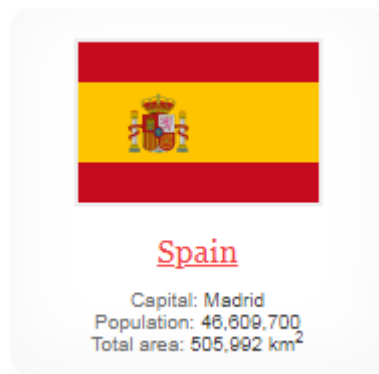 Spain
Capital: Madrid
Population: 46,609,700
Total area: 505,992 km²